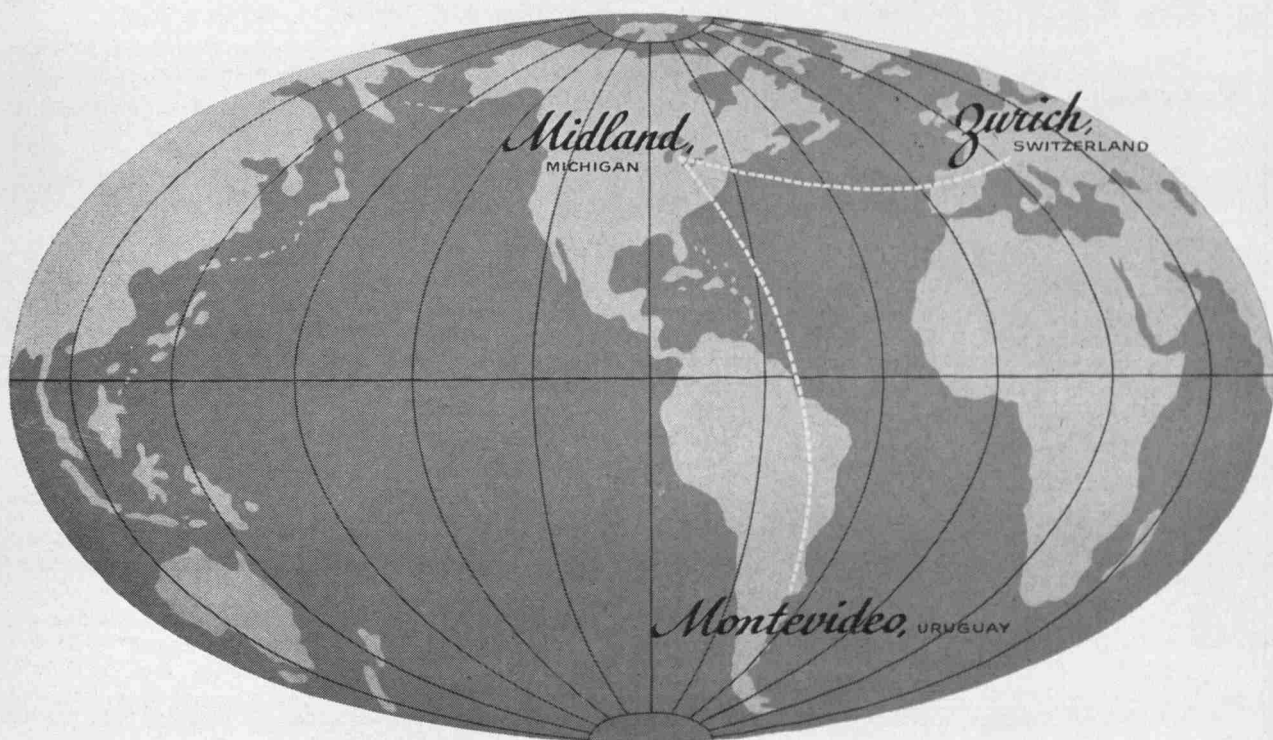 Midland,
MICHIGAN
Zurich,
SWITZERLAND
Montevideo, URUGUAY